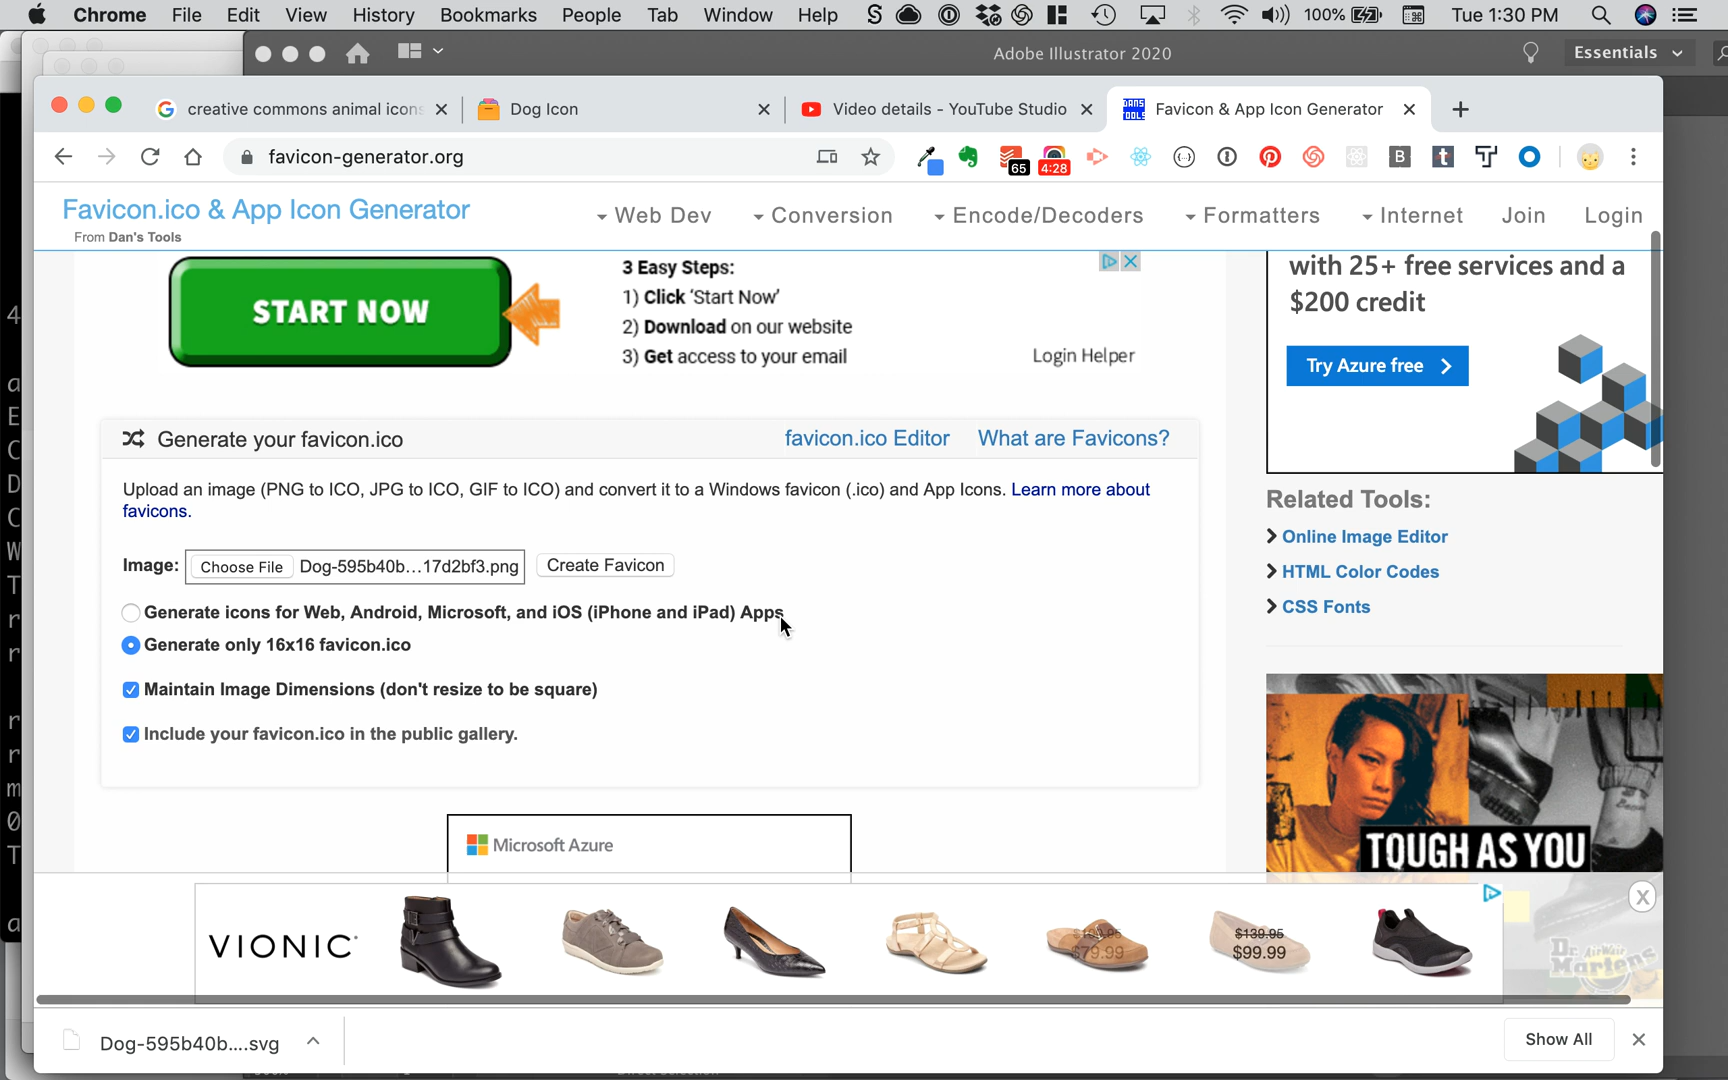 Chrome File Edit View History Bookmarks People Tab Window Help 100% Tue 1:30 PM
Adobe Illustrator 2020 Essentials
creative commons animal icons Dog Icon Video details - YouTube Studio Favicon & App Icon Generator
favicon-generator.org 65 4:28
Favicon.ico & App Icon Generator
From Dan's Tools
Web Dev Conversion Encode/Decoders Formatters Internet Join Login
START NOW
3 Easy Steps:
1) Click 'Start Now'
2) Download on our website
3) Get access to your email
Login Helper
with 25+ free services and a
$200 credit
Try Azure free
Generate your favicon.ico favicon.ico Editor What are Favicons?
Upload an image (PNG to ICO, JPG to ICO, GIF to ICO) and convert it to a Windows favicon (.ico) and App Icons. Learn more about
favicons.
Image: Choose File Dog-595b40b...17d2bf3.png Create Favicon
Generate icons for Web, Android, Microsoft, and iOS (iPhone and iPad) Apps
Generate only 16x16 favicon.ico
Maintain Image Dimensions (don't resize to be square)
Include your favicon.ico in the public gallery.
Related Tools:
Online Image Editor
HTML Color Codes
CSS Fonts
TOUGH AS YOU
Microsoft Azure
VIONIC
$79.99
$139.95
$99.99
Dr.
AirWair
Martens
Dog-595b40b....svg Show All